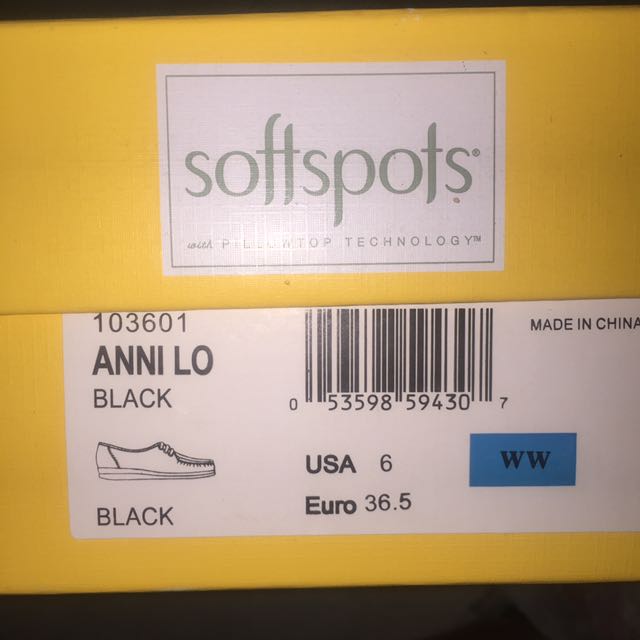 softspots®
with PILLOWTOP TECHNOLOGY™
103601
ANNI LO
BLACK
0 53598 59430 7
MADE IN CHINA
USA 6
WW
Euro 36.5
BLACK